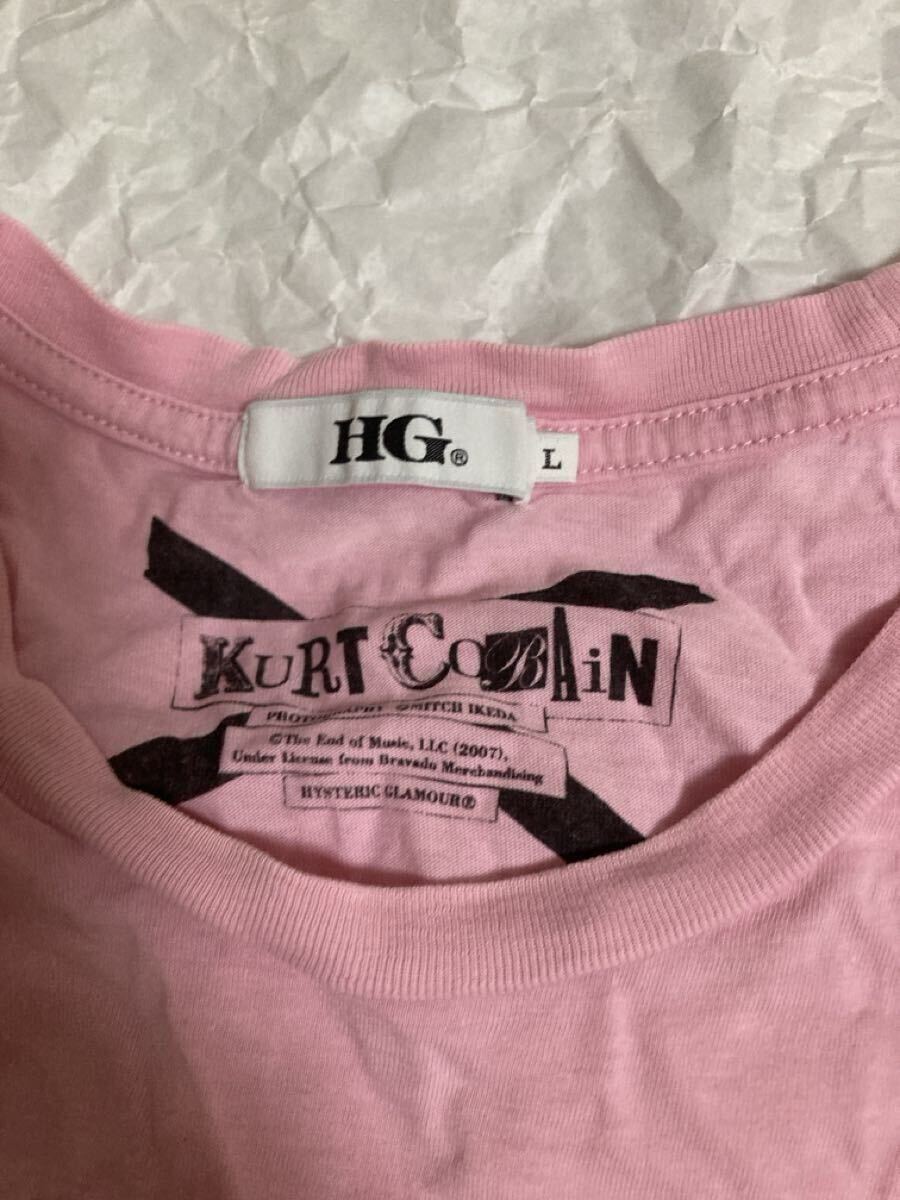 HG®
L
KURT COBAiN
PHOTOGRAPHY ©MITCH IKEDA
©The End of Music, LLC (2007),
Under License from Bravado Merchandising
HYSTERIC GLAMOUR®